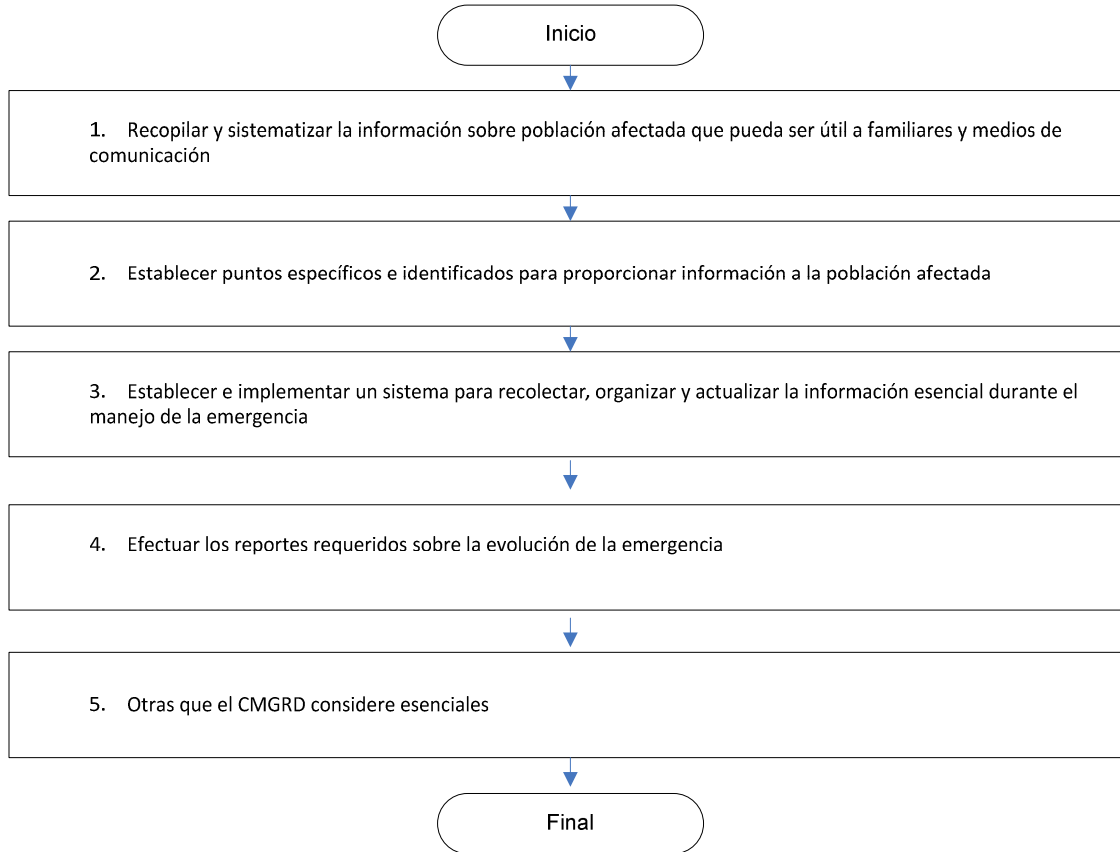 Inicio
1. Recopilar y sistematizar la información sobre población afectada que pueda ser útil a familiares y medios de
comunicación
2. Establecer puntos específicos e identificados para proporcionar información a la población afectada
3. Establecer e implementar un sistema para recolectar, organizar y actualizar la información esencial durante el
manejo de la emergencia
4. Efectuar los reportes requeridos sobre la evolución de la emergencia
5. Otras que el CMGRD considere esenciales
Final